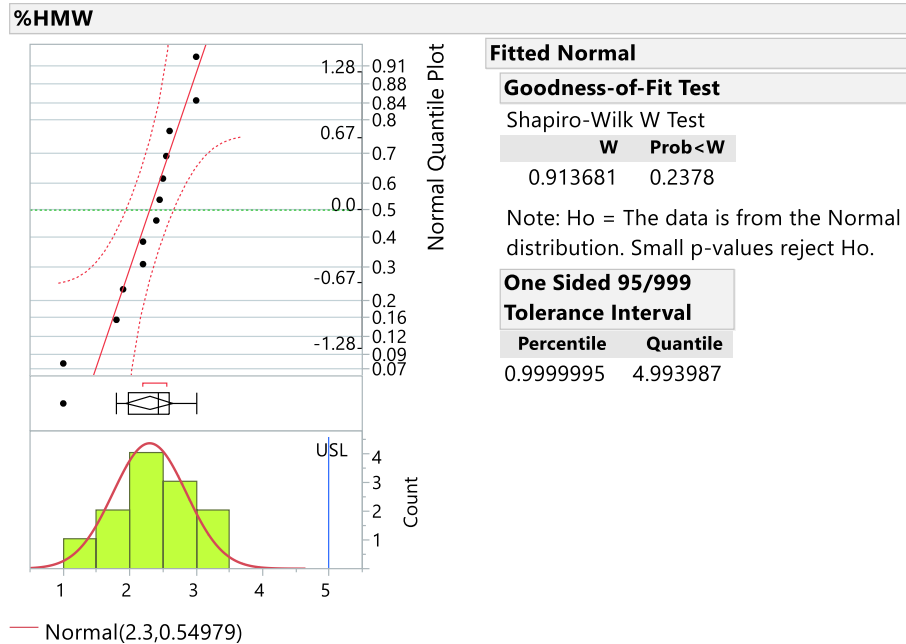 %HMW
1.28
0.67
0.0
-0.67
-1.28
0.91
0.88
0.84
0.8
0.7
0.6
0.5
0.4
0.3
0.2
0.16
0.12
0.09
0.07
Normal Quantile Plot
USL
4
3
2
1
Count
1 2 3 4 5
Normal(2.3,0.54979)
Fitted Normal
Goodness-of-Fit Test
Shapiro-Wilk W Test
W Prob<W
0.913681 0.2378
Note: Ho = The data is from the Normal
distribution. Small p-values reject Ho.
One Sided 95/999
Tolerance Interval
Percentile Quantile
0.9999995 4.993987